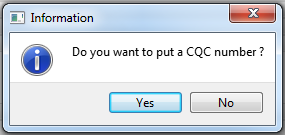 Information
Do you want to put a CQC number ?
Yes
No